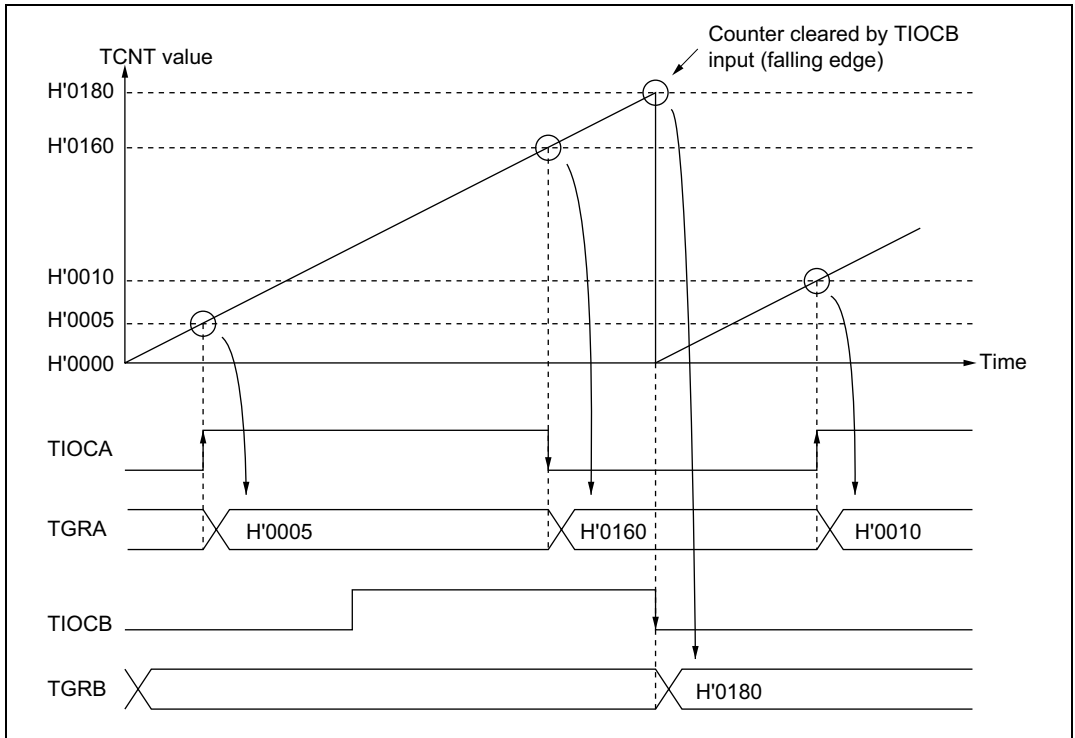 Counter cleared by TIOCB
input (falling edge)
TCNT value
H'0180
H'0160
H'0010
H'0005
H'0000
Time
TIOCA
TGRA
H'0005
H'0160
H'0010
TIOCB
TGRB
H'0180